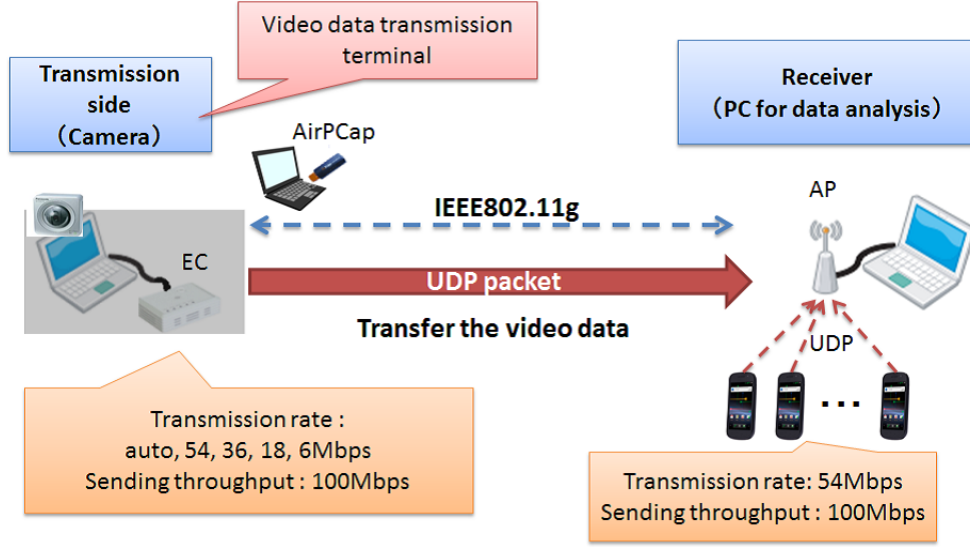 Video data transmission
terminal
Transmission
side
（Camera）
Receiver
（PC for data analysis）
AirPCap
AP
IEEE802.11g
EC
UDP packet
Transfer the video data
UDP
...
Transmission rate :
auto, 54, 36, 18, 6Mbps
Sending throughput : 100Mbps
Transmission rate: 54Mbps
Sending throughput : 100Mbps